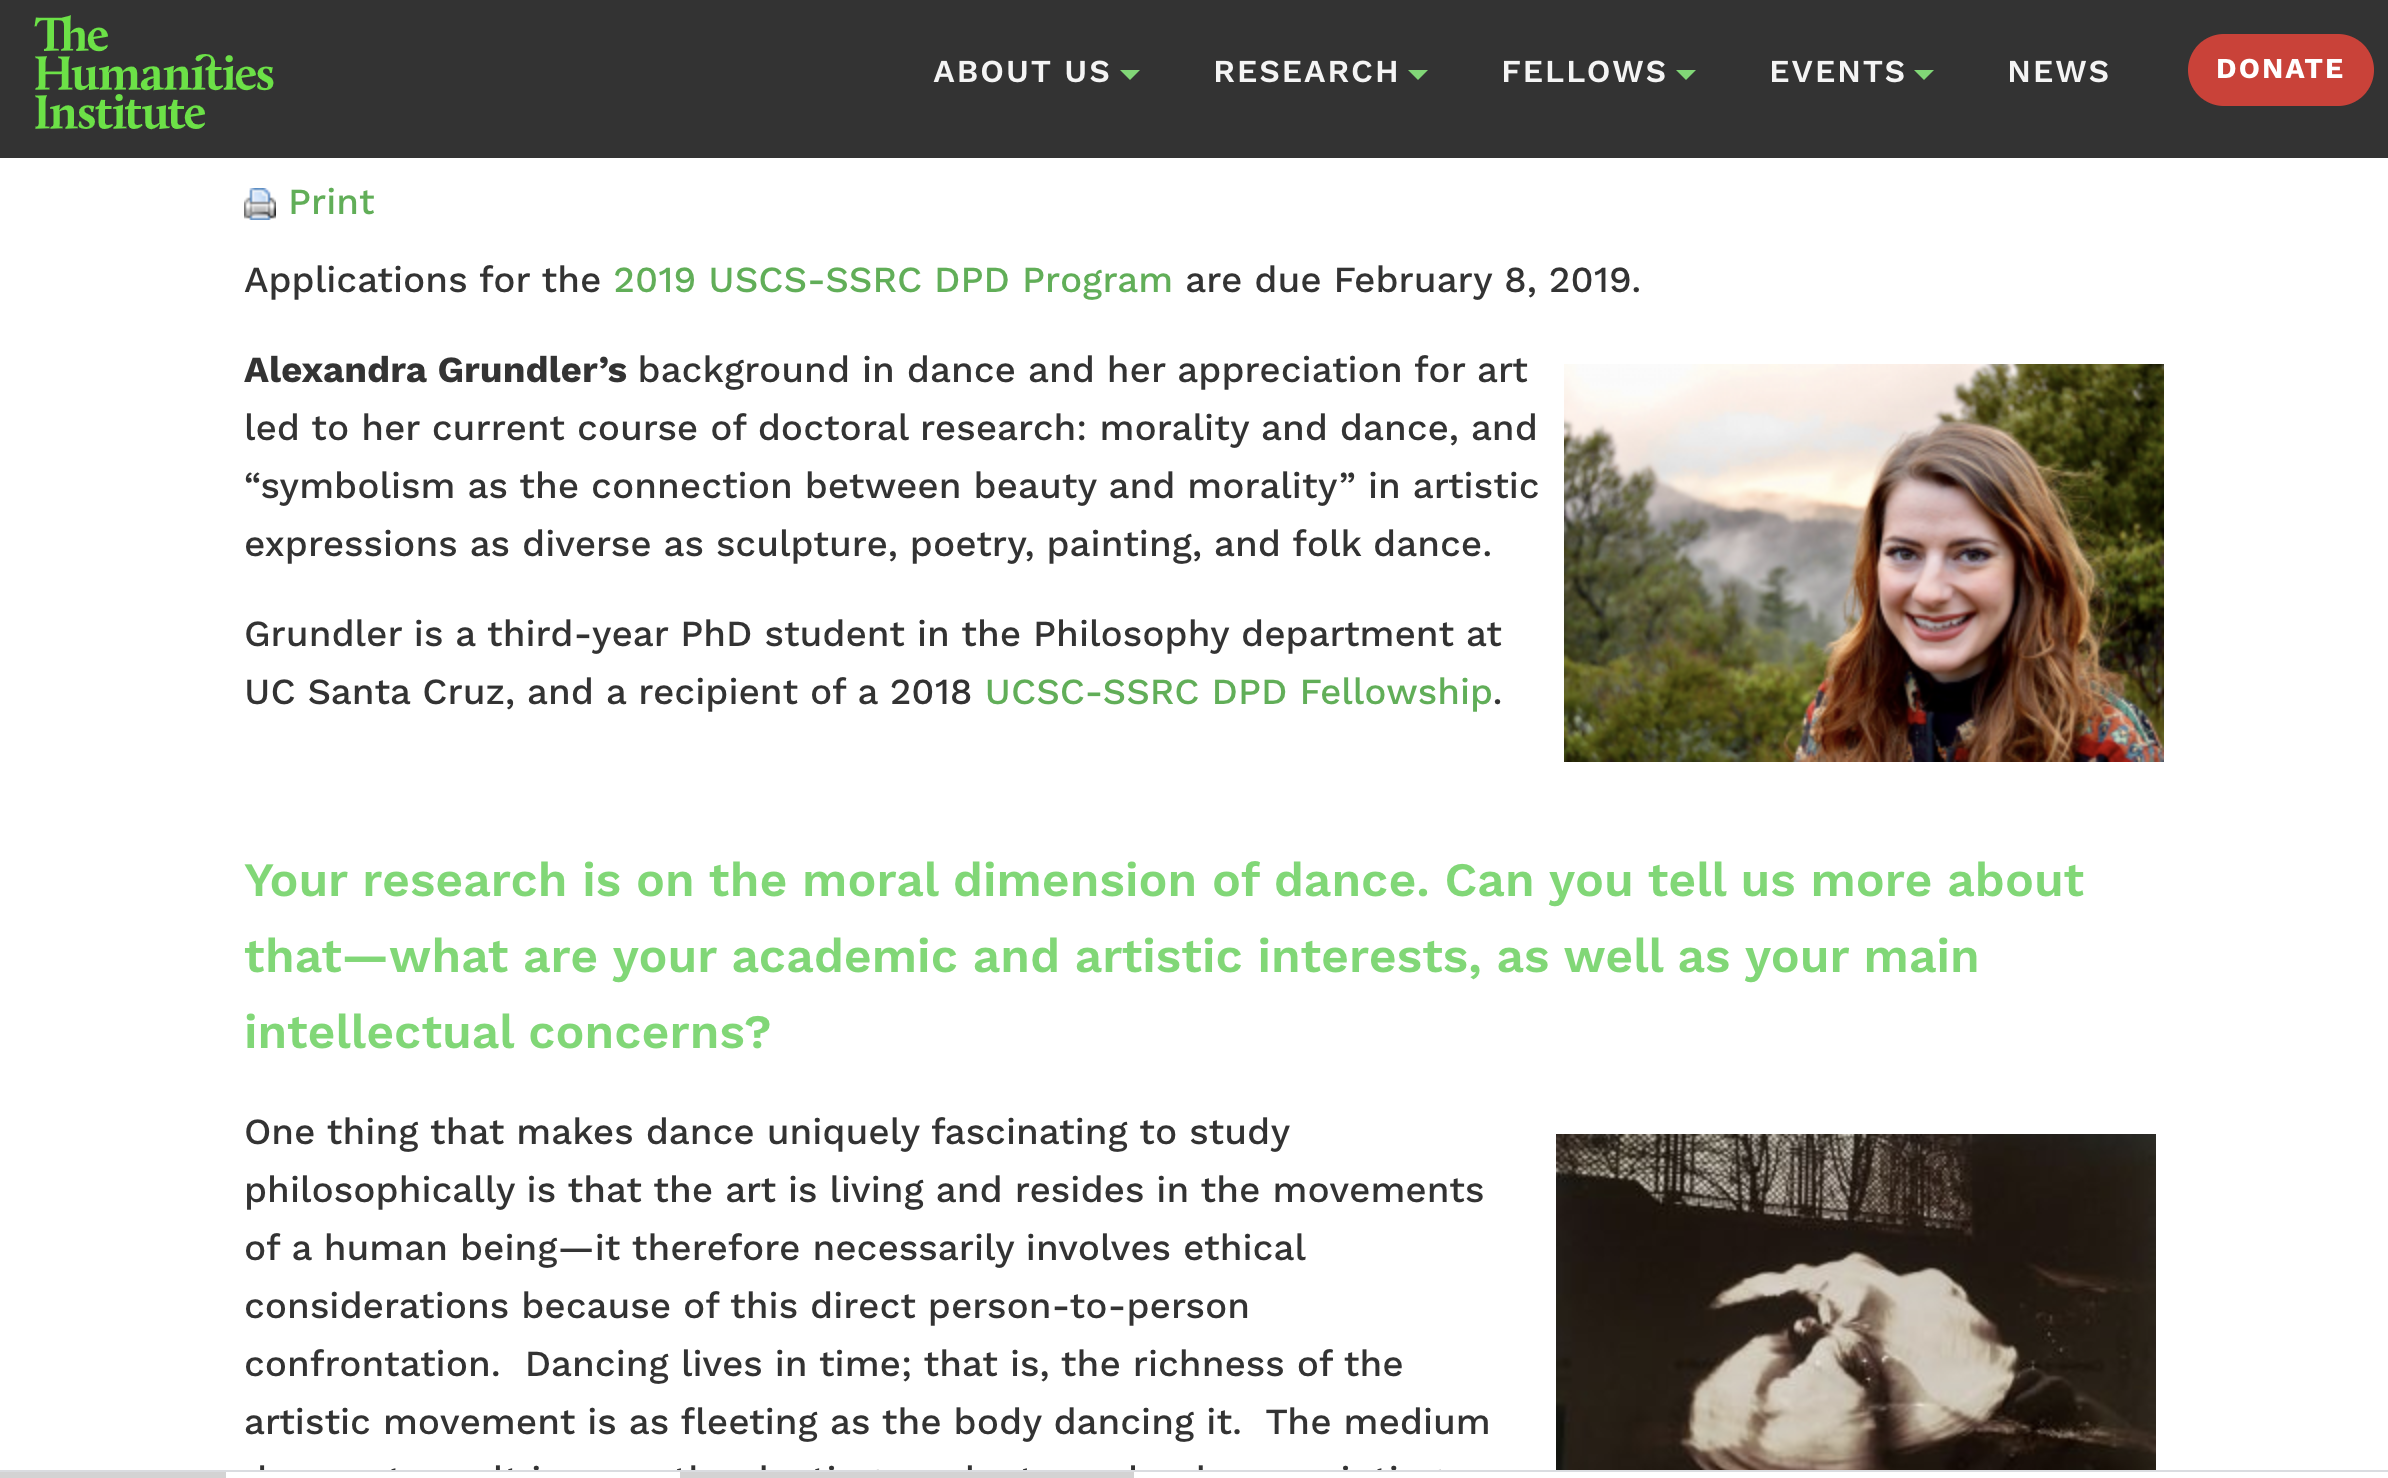 The
Humanities
Institute
ABOUT US
RESEARCH
FELLOWS
EVENTS
NEWS
DONATE
Print
Applications for the 2019 USCS-SSRC DPD Program are due February 8, 2019.
Alexandra Grundler’s background in dance and her appreciation for art
led to her current course of doctoral research: morality and dance, and
“symbolism as the connection between beauty and morality” in artistic
expressions as diverse as sculpture, poetry, painting, and folk dance.
Grundler is a third-year PhD student in the Philosophy department at
UC Santa Cruz, and a recipient of a 2018 UCSC-SSRC DPD Fellowship.
Your research is on the moral dimension of dance. Can you tell us more about
that—what are your academic and artistic interests, as well as your main
intellectual concerns?
One thing that makes dance uniquely fascinating to study
philosophically is that the art is living and resides in the movements
of a human being—it therefore necessarily involves ethical
considerations because of this direct person-to-person
confrontation.  Dancing lives in time; that is, the richness of the
artistic movement is as fleeting as the body dancing it.  The medium